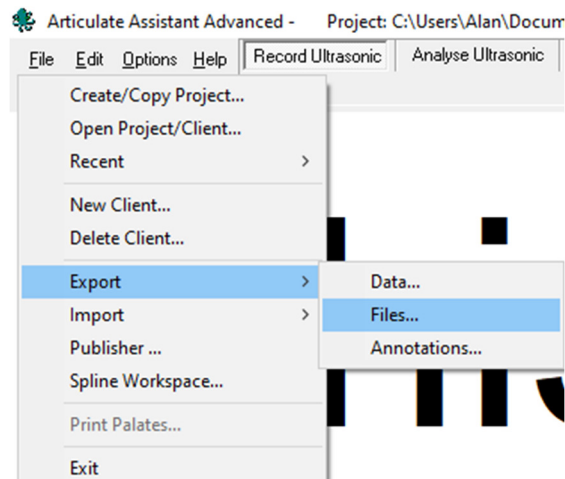 Articulate Assistant Advanced - Project: C:\Users\Alan\Docum
File Edit Options Help Record Ultrasonic Analyse Ultrasonic
Create/Copy Project...
Open Project/Client...
Recent >
New Client...
Delete Client...
Export >
Data...
Import >
Files...
Publisher ...
Annotations...
Spline Workspace...
Print Palates...
Exit